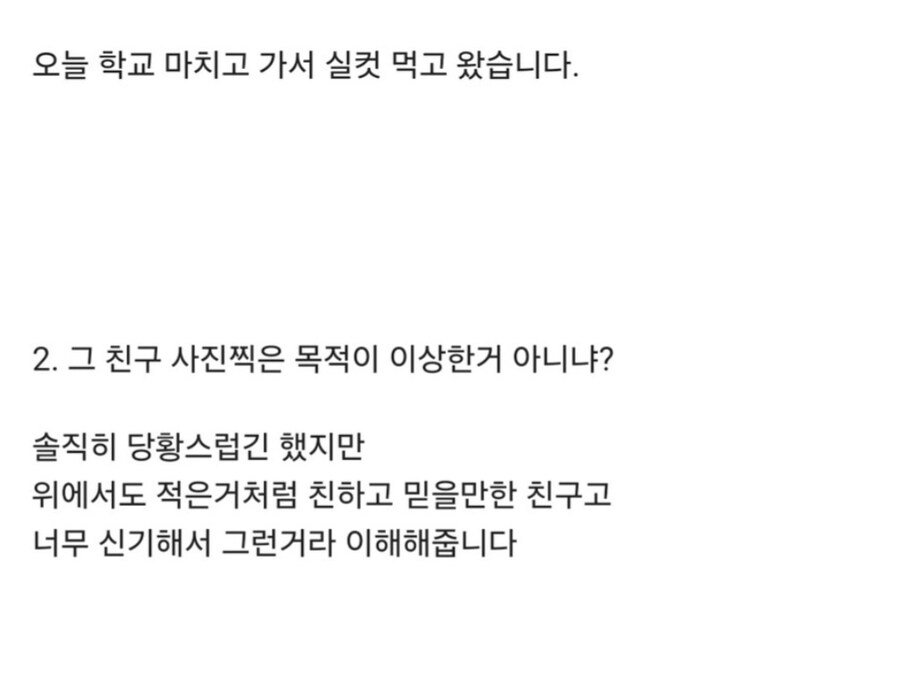 오늘 학교 마치고 가서 실컷 먹고 왔습니다.
2. 그 친구 사진찍은 목적이 이상한거 아니냐?
솔직히 당황스럽긴 했지만
위에서도 적은거처럼 친하고 믿을만한 친구고
너무 신기해서 그런거라 이해해줍니다